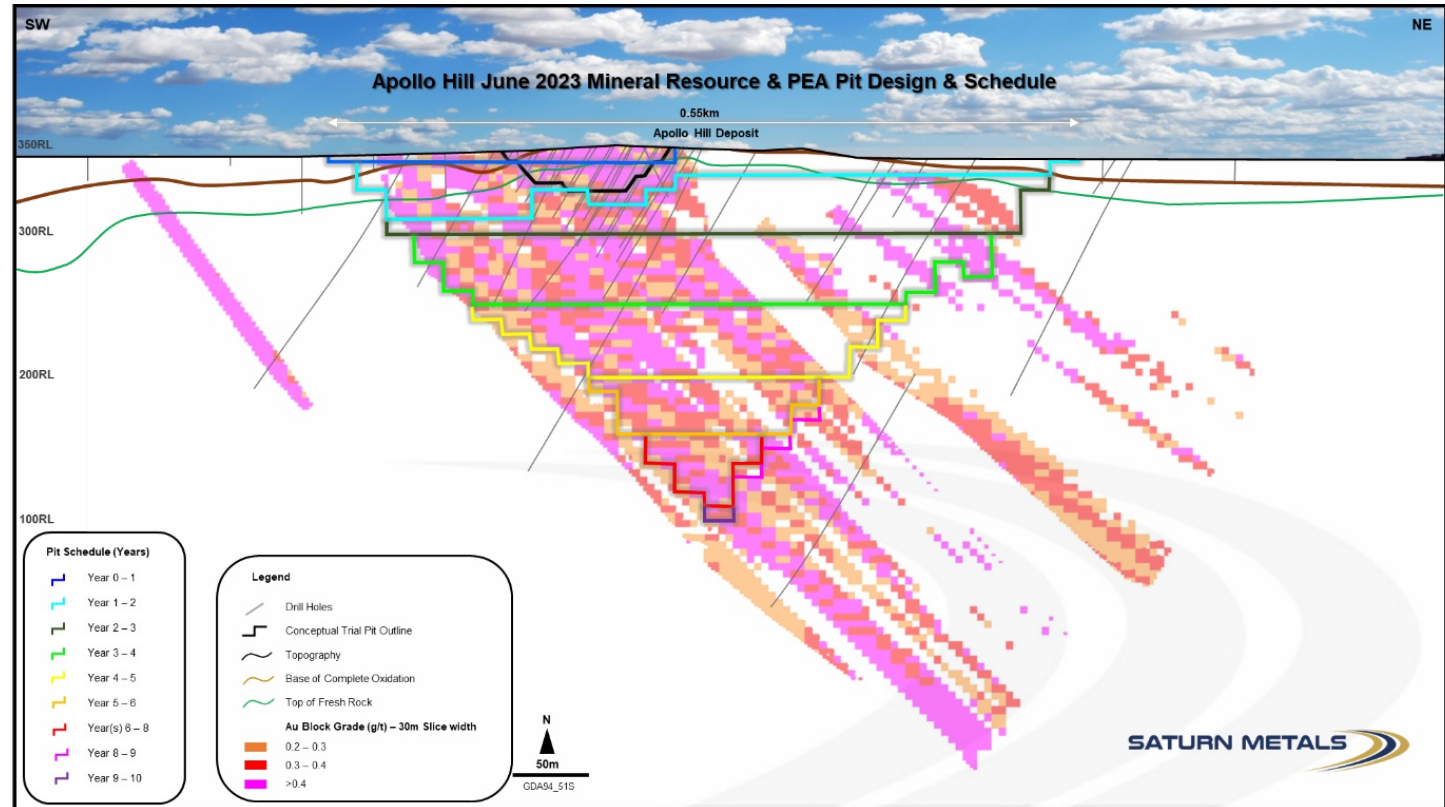 SW
NE
Apollo Hill June 2023 Mineral Resource & PEA Pit Design & Schedule
0.55km
Apollo Hill Deposit
350RL
300RL
200RL
100RL
Pit Schedule (Years)
Year 0 – 1
Year 1 – 2
Year 2 – 3
Year 3 – 4
Year 4 – 5
Year 5 – 6
Year(s) 6 – 8
Year 8 – 9
Year 9 – 10
Legend
Drill Holes
Conceptual Trial Pit Outline
Topography
Base of Complete Oxidation
Top of Fresh Rock
Au Block Grade (g/t) – 30m Slice width
0.2 – 0.3
0.3 – 0.4
>0.4
N
50m
GDA94_51S
SATURN METALS